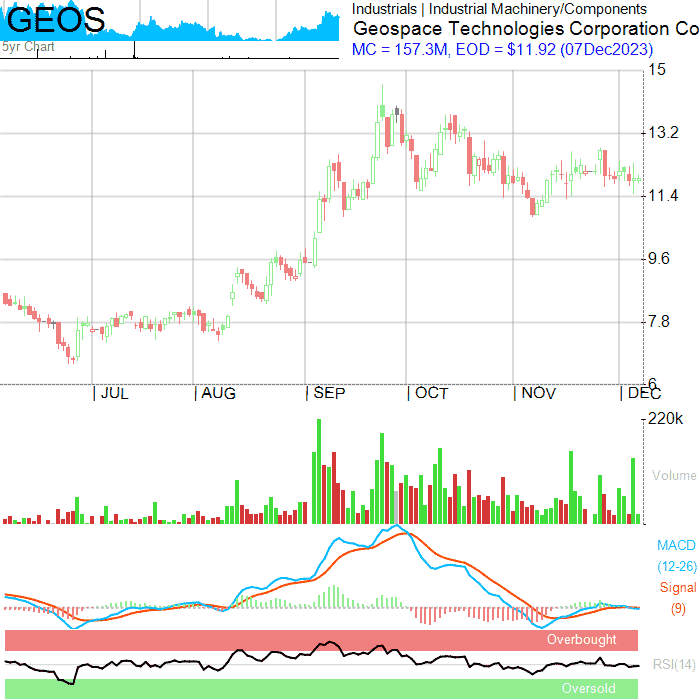 GEOS
5yr Chart
Industrials | Industrial Machinery/Components
Geospace Technologies Corporation Co
MC = 157.3M, EOD = $11.92 (07Dec2023)
15
13.2
11.4
9.6
7.8
6
JUL AUG SEP OCT NOV DEC
220k
Volume
MACD
(12-26)
Signal
(9)
Overbought
RSI(14)
Oversold